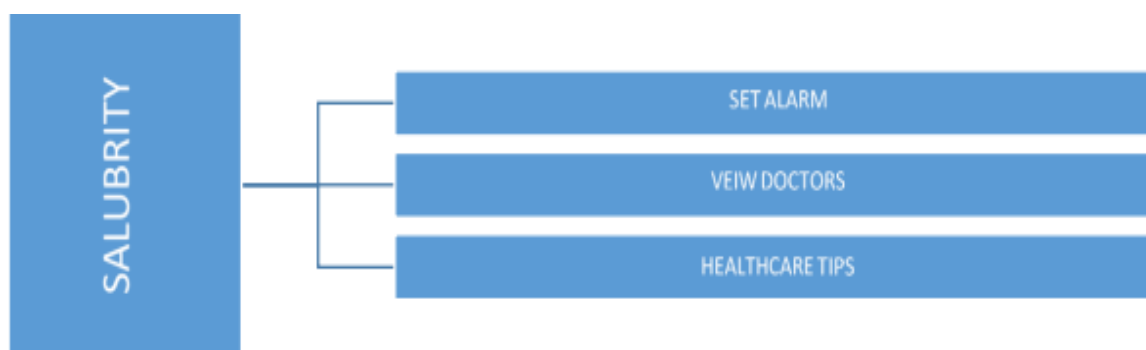 SALUBRITY
SET ALARM
VEIW DOCTORS
HEALTHCARE TIPS